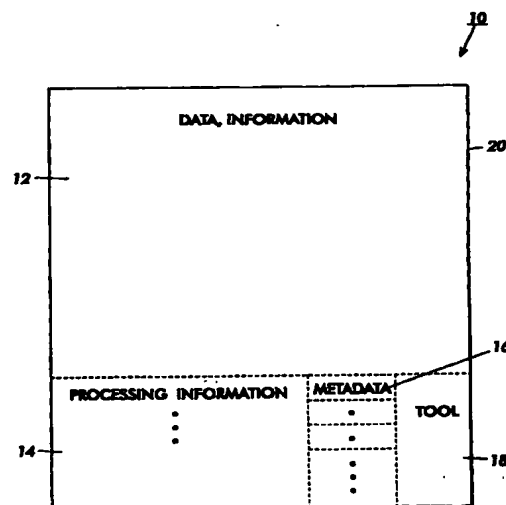 10
DATA, INFORMATION
12
20
16
PROCESSING INFORMATION
METADATA
TOOL
14
18